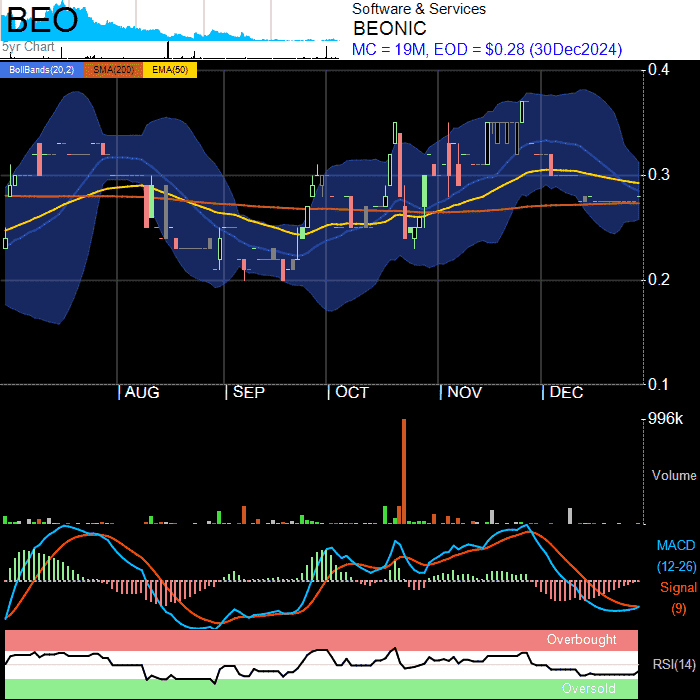 BEO
5yr Chart
Software & Services
BEONIC
MC = 19M, EOD = $0.28 (30Dec2024)
BollBands(20,2) SMA(200) EMA(50)
0.4
0.3
0.2
0.1
AUG SEP OCT NOV DEC
996k
Volume
MACD
(12-26)
Signal
(9)
Overbought
RSI(14)
Oversold